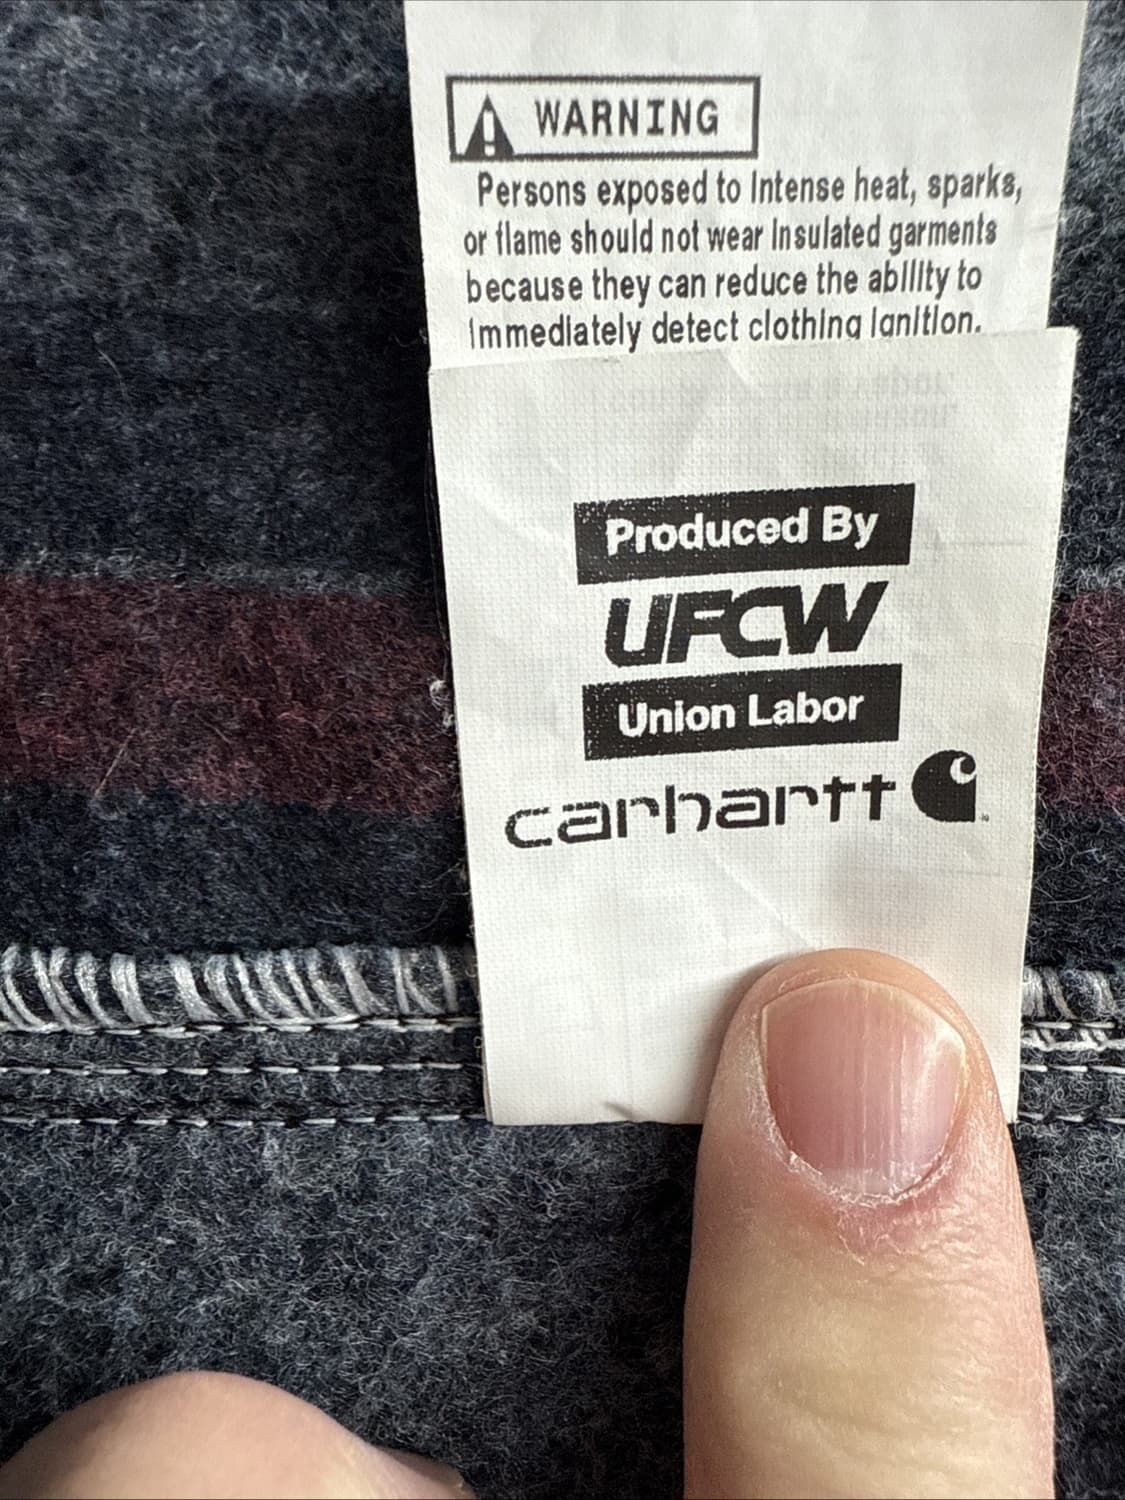 WARNING
Persons exposed to Intense heat, sparks,
or flame should not wear Insulated garments
because they can reduce the ability to
Immediately detect clothing Ignition.
Produced By
UFCW
Union Labor
carhartt